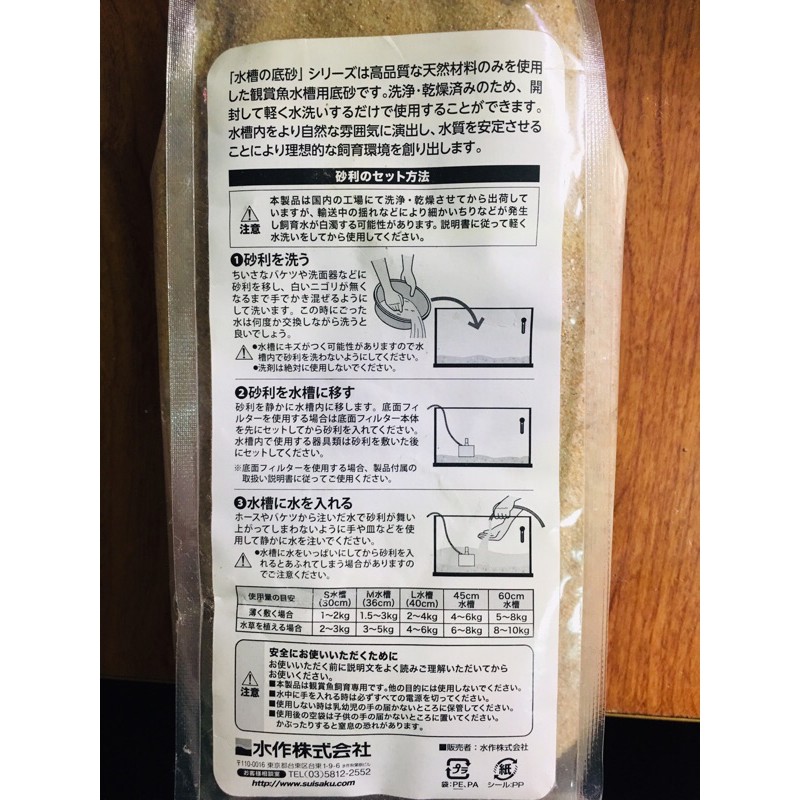 「水槽の底砂」シリーズは高品質な天然材料のみを使用
した観賞魚水槽用底砂です。洗浄・乾燥済みのため、開
封して軽く水洗いするだけで使用することができます。
水槽内をより自然な雰囲気に演出し、水質を安定させる
ことにより理想的な飼育環境を創り出します。
砂利のセット方法
注意
本製品は国内の工場にて洗浄・乾燥させてから出荷して
いますが、輸送中の揺れなどにより細かいちりなどが発生
し飼育水が白濁する可能性があります。説明書に従って軽く
水洗いをしてから使用してください。
❶砂利を洗う
ちいさなバケツや洗面器などに
砂利を移し、白いニゴリが無く
なるまで手でかき混ぜるように
して洗います。この時にごった
水は何度か交換しながら洗うと
良いでしょう。
●水槽にキズがつく可能性がありますので水
槽内で砂利を洗わないようにしてください。
●洗剤は絶対に使用しないでください。
❷砂利を水槽に移す
砂利を静かに水槽内に移します。底面フィ
ルターを使用する場合は底面フィルター本体
を先にセットしてから砂利を入れてください。
水槽内で使用する器具類は砂利を敷いた後
にセットしてください。
※底面フィルターを使用する場合、製品付属の
取扱い説明書に従ってご使用ください。
❸水槽に水を入れる
ホースやバケツから注いだ水で砂利が舞い
上がってしまわないように手や皿などを使
用して静かに水を注いでください。
●水槽に水をいっぱいにしてから砂利を入
れるとあふれてしまう場合がありますの
でご注意ください。
使用量の目安 S水槽(30cm) M水槽(36cm) L水槽(40cm) 45cm水槽 60cm水槽
薄く敷く場合 1〜2kg 1.5〜3kg 2〜4kg 4〜6kg 5〜8kg
水草を植える場合 2〜3kg 3〜5kg 4〜6kg 6〜8kg 8〜10kg
注意
安全にお使いいただくために
お使いいただく前に説明文をよく読みご理解いただいてから
お使いください。
■本製品は観賞魚飼育専用です。他の目的には使用しないでください。
■水中に手を入れる時は必ずすべての電源を切ってください。
■使用しない時は乳幼児の手の届かないところに保管してください。
■使用後の空袋は子供の手の届かないところに置いてください。
かぶったりすると窒息の恐れがあります。
水作株式会社
〒110-0016 東京都台東区台東1-9-6
お客様相談室 TEL(03)5812-2552
http://www.suisaku.com/
■販売者：水作株式会社
プラ
袋:PE,PA
紙
シール:PP